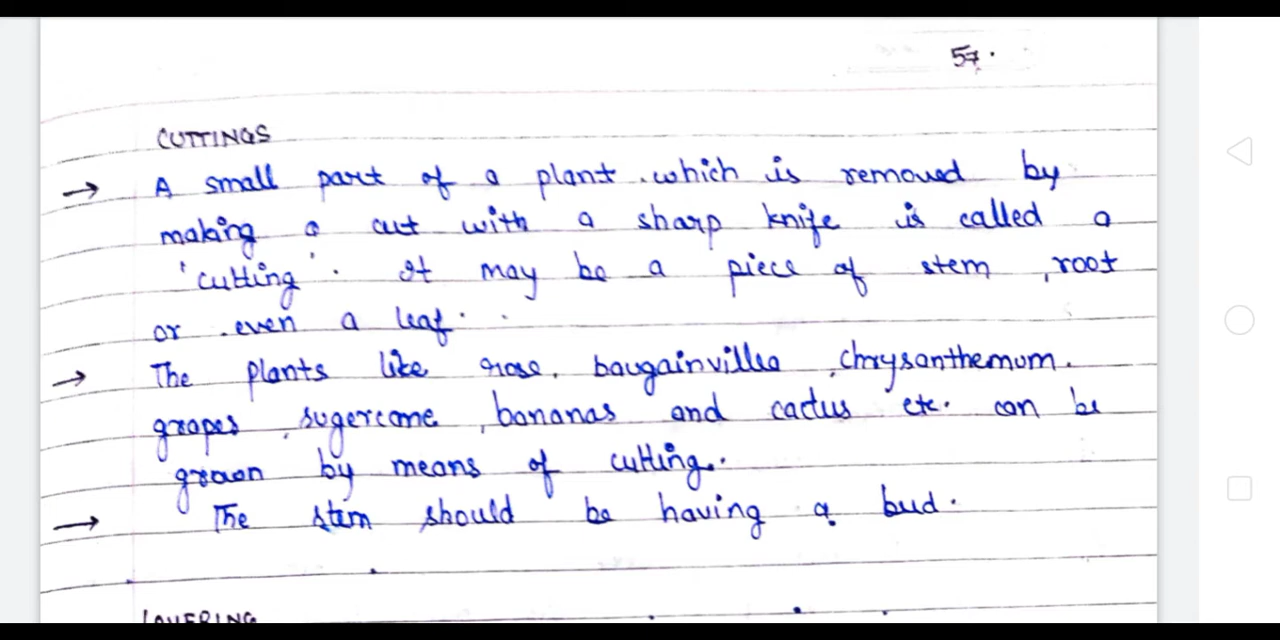 57.
CUTTINGS
→ A small part of a plant which is removed by
making a cut with a sharp knife is called a
'cutting'. It may be a piece of stem, root
or even a leaf.
→ The plants like rose, baugainvillea, chrysanthemum.
grapes, sugercane, bananas and cactus etc. can be
grown by means of cutting.
→ The stem should be having a bud.
LAYERING